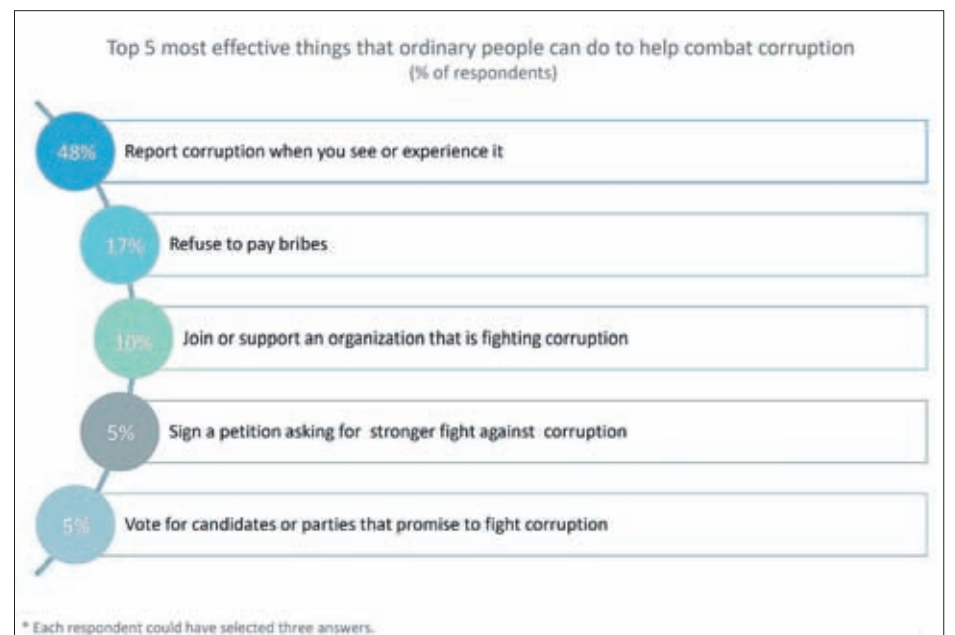 Top 5 most effective things that ordinary people can do to help combat corruption
(% of respondents)
48% Report corruption when you see or experience it
17% Refuse to pay bribes
10% Join or support an organization that is fighting corruption
5% Sign a petition asking for stronger fight against corruption
5% Vote for candidates or parties that promise to fight corruption
* Each respondent could have selected three answers.